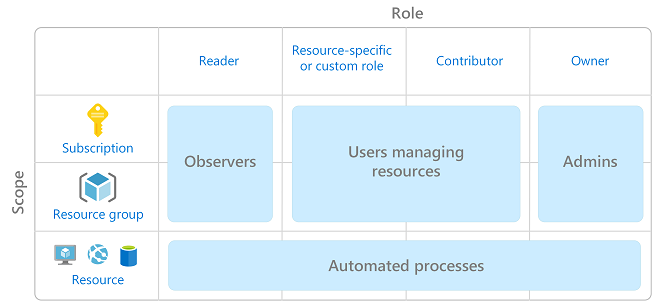 Role
Reader
Resource-specific
or custom role
Contributor
Owner
Scope
Subscription
Observers
Users managing
resources
Admins
Resource group
Resource
Automated processes